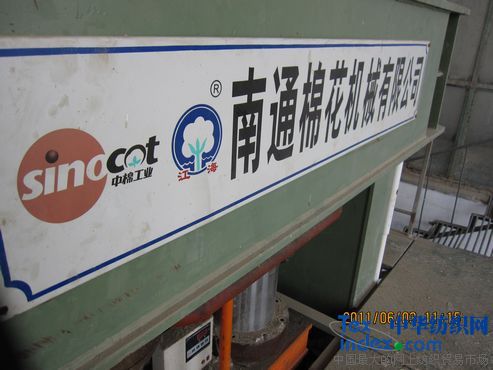 sinocot
中棉工业
江海
®
南通棉花机械有限公司
2011/06/03 11:15
中华纺织网
index.com
中国最大的网上纺织贸易市场